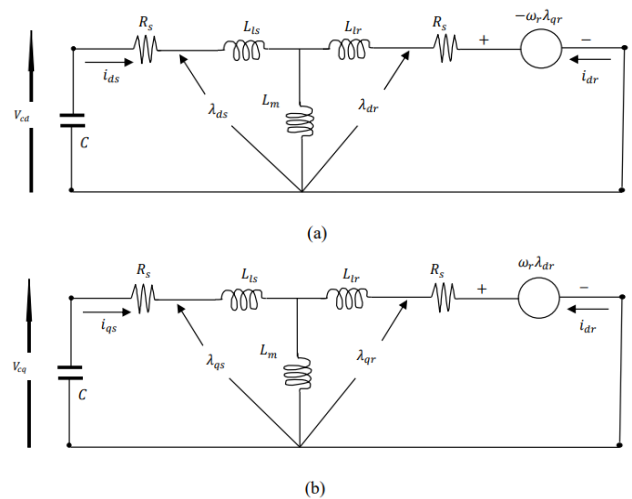 −ω_r λ_qr
R_s L_ls L_lr R_s + −
i_ds i_dr
V_cd λ_ds L_m λ_dr
C
(a)
ω_r λ_dr
R_s L_ls L_lr R_s + −
i_qs i_dr
V_cq λ_qs L_m λ_qr
C
(b)